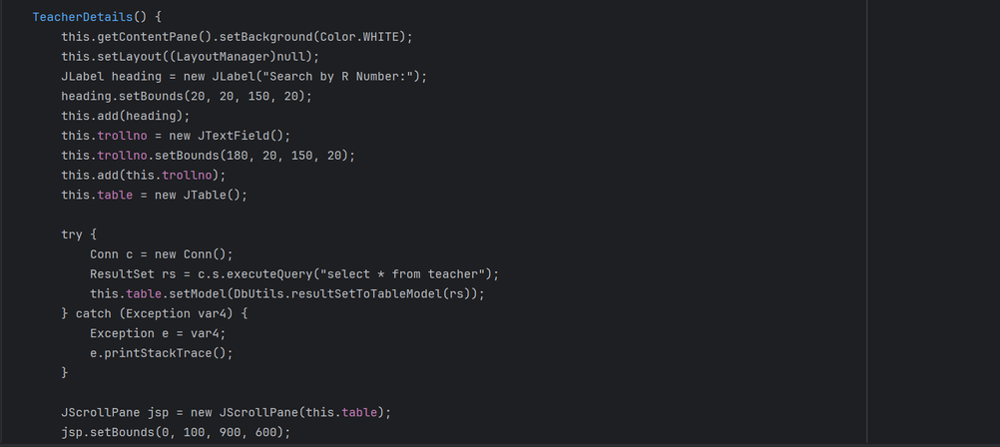 TeacherDetails() {
    this.getContentPane().setBackground(Color.WHITE);
    this.setLayout((LayoutManager)null);
    JLabel heading = new JLabel("Search by R Number:");
    heading.setBounds(20, 20, 150, 20);
    this.add(heading);
    this.trollno = new JTextField();
    this.trollno.setBounds(180, 20, 150, 20);
    this.add(this.trollno);
    this.table = new JTable();

    try {
        Conn c = new Conn();
        ResultSet rs = c.s.executeQuery("select * from teacher");
        this.table.setModel(DbUtils.resultSetToTableModel(rs));
    } catch (Exception var4) {
        Exception e = var4;
        e.printStackTrace();
    }

    JScrollPane jsp = new JScrollPane(this.table);
    jsp.setBounds(0, 100, 900, 600);